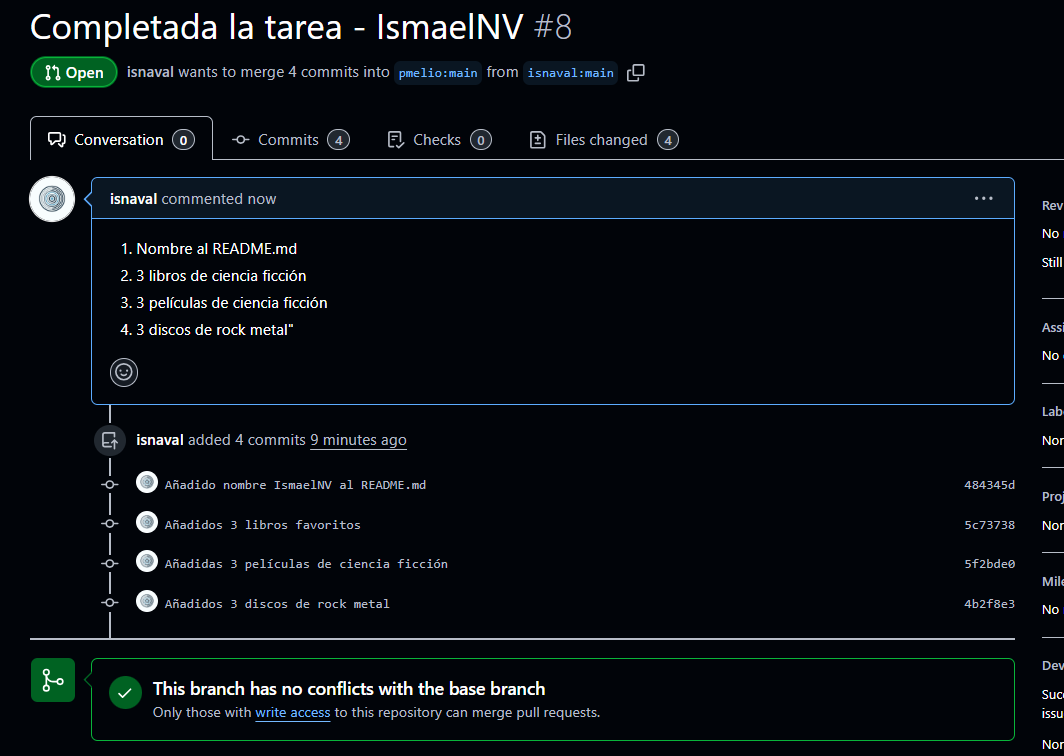 Completada la tarea - IsmaelNV #8
Open isnaval wants to merge 4 commits into pmelio:main from isnaval:main
Conversation 0 Commits 4 Checks 0 Files changed 4
isnaval commented now
1. Nombre al README.md
2. 3 libros de ciencia ficción
3. 3 películas de ciencia ficción
4. 3 discos de rock metal"
isnaval added 4 commits 9 minutes ago
Añadido nombre IsmaelNV al README.md 484345d
Añadidos 3 libros favoritos 5c73738
Añadidas 3 películas de ciencia ficción 5f2bde0
Añadidos 3 discos de rock metal 4b2f8e3
This branch has no conflicts with the base branch
Only those with write access to this repository can merge pull requests.
Rev
No
Still
Assi
No
Lab
Nor
Proj
Nor
Mile
No
Dev
Succ
issu
Nor